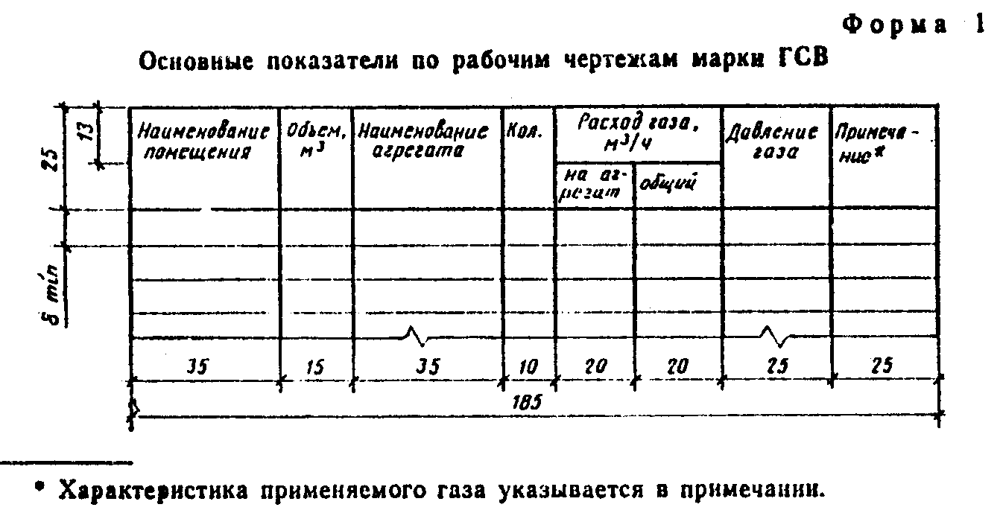 Форма 1
Основные показатели по рабочим чертежам марки ГСВ
13
25
8 min
Наименование
помещения
Объем,
м³
Наименование
агрегата
Кол.
Расход газа,
м³/ч
на аг-
регат
общий
Давление
газа
Примеча-
ние*
35 15 35 10 20 20 25 25
185
* Характеристика применяемого газа указывается в примечании.